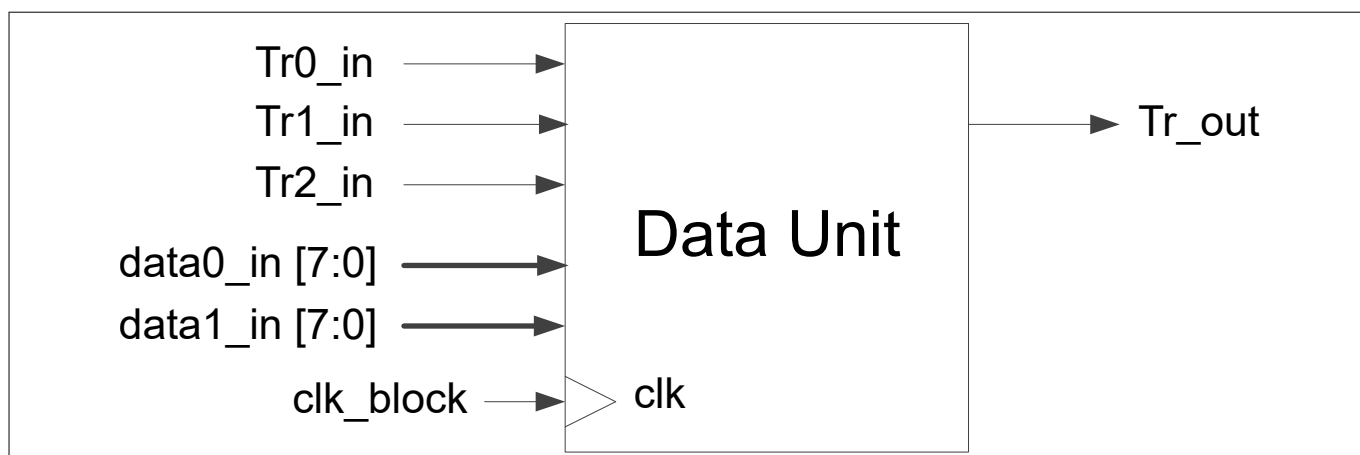 Tr0_in
Tr1_in
Tr_out
Tr2_in
Data Unit
data0_in [7:0]
data1_in [7:0]
clk_block
clk